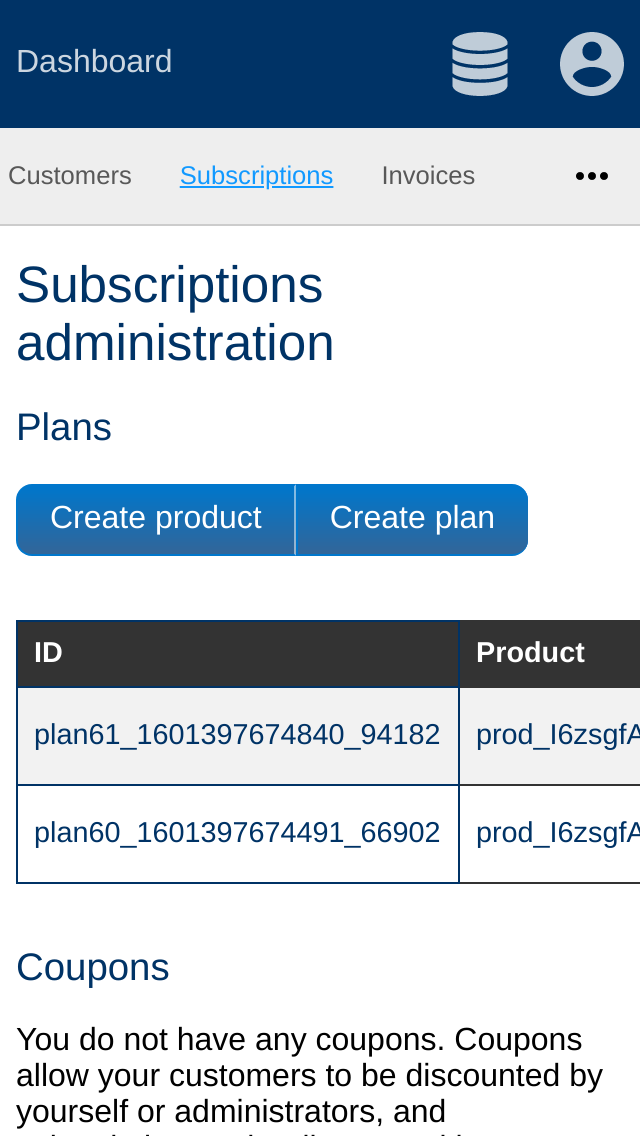 Dashboard
Customers Subscriptions Invoices
Subscriptions
administration
Plans
Create product Create plan
ID Product
plan61_1601397674840_94182 prod_I6zsgfA
plan60_1601397674491_66902 prod_I6zsgfA
Coupons
You do not have any coupons. Coupons
allow your customers to be discounted by
yourself or administrators, and